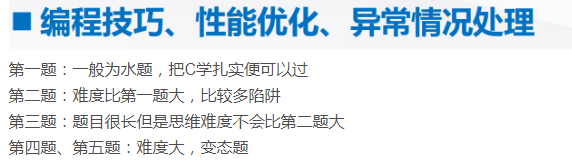 ■ 编程技巧、性能优化、异常情况处理
第一题：一般为水题，把C学扎实便可以过
第二题：难度比第一题大，比较多陷阱
第三题：题目很长但是思维难度不会比第二题大
第四题、第五题：难度大，变态题